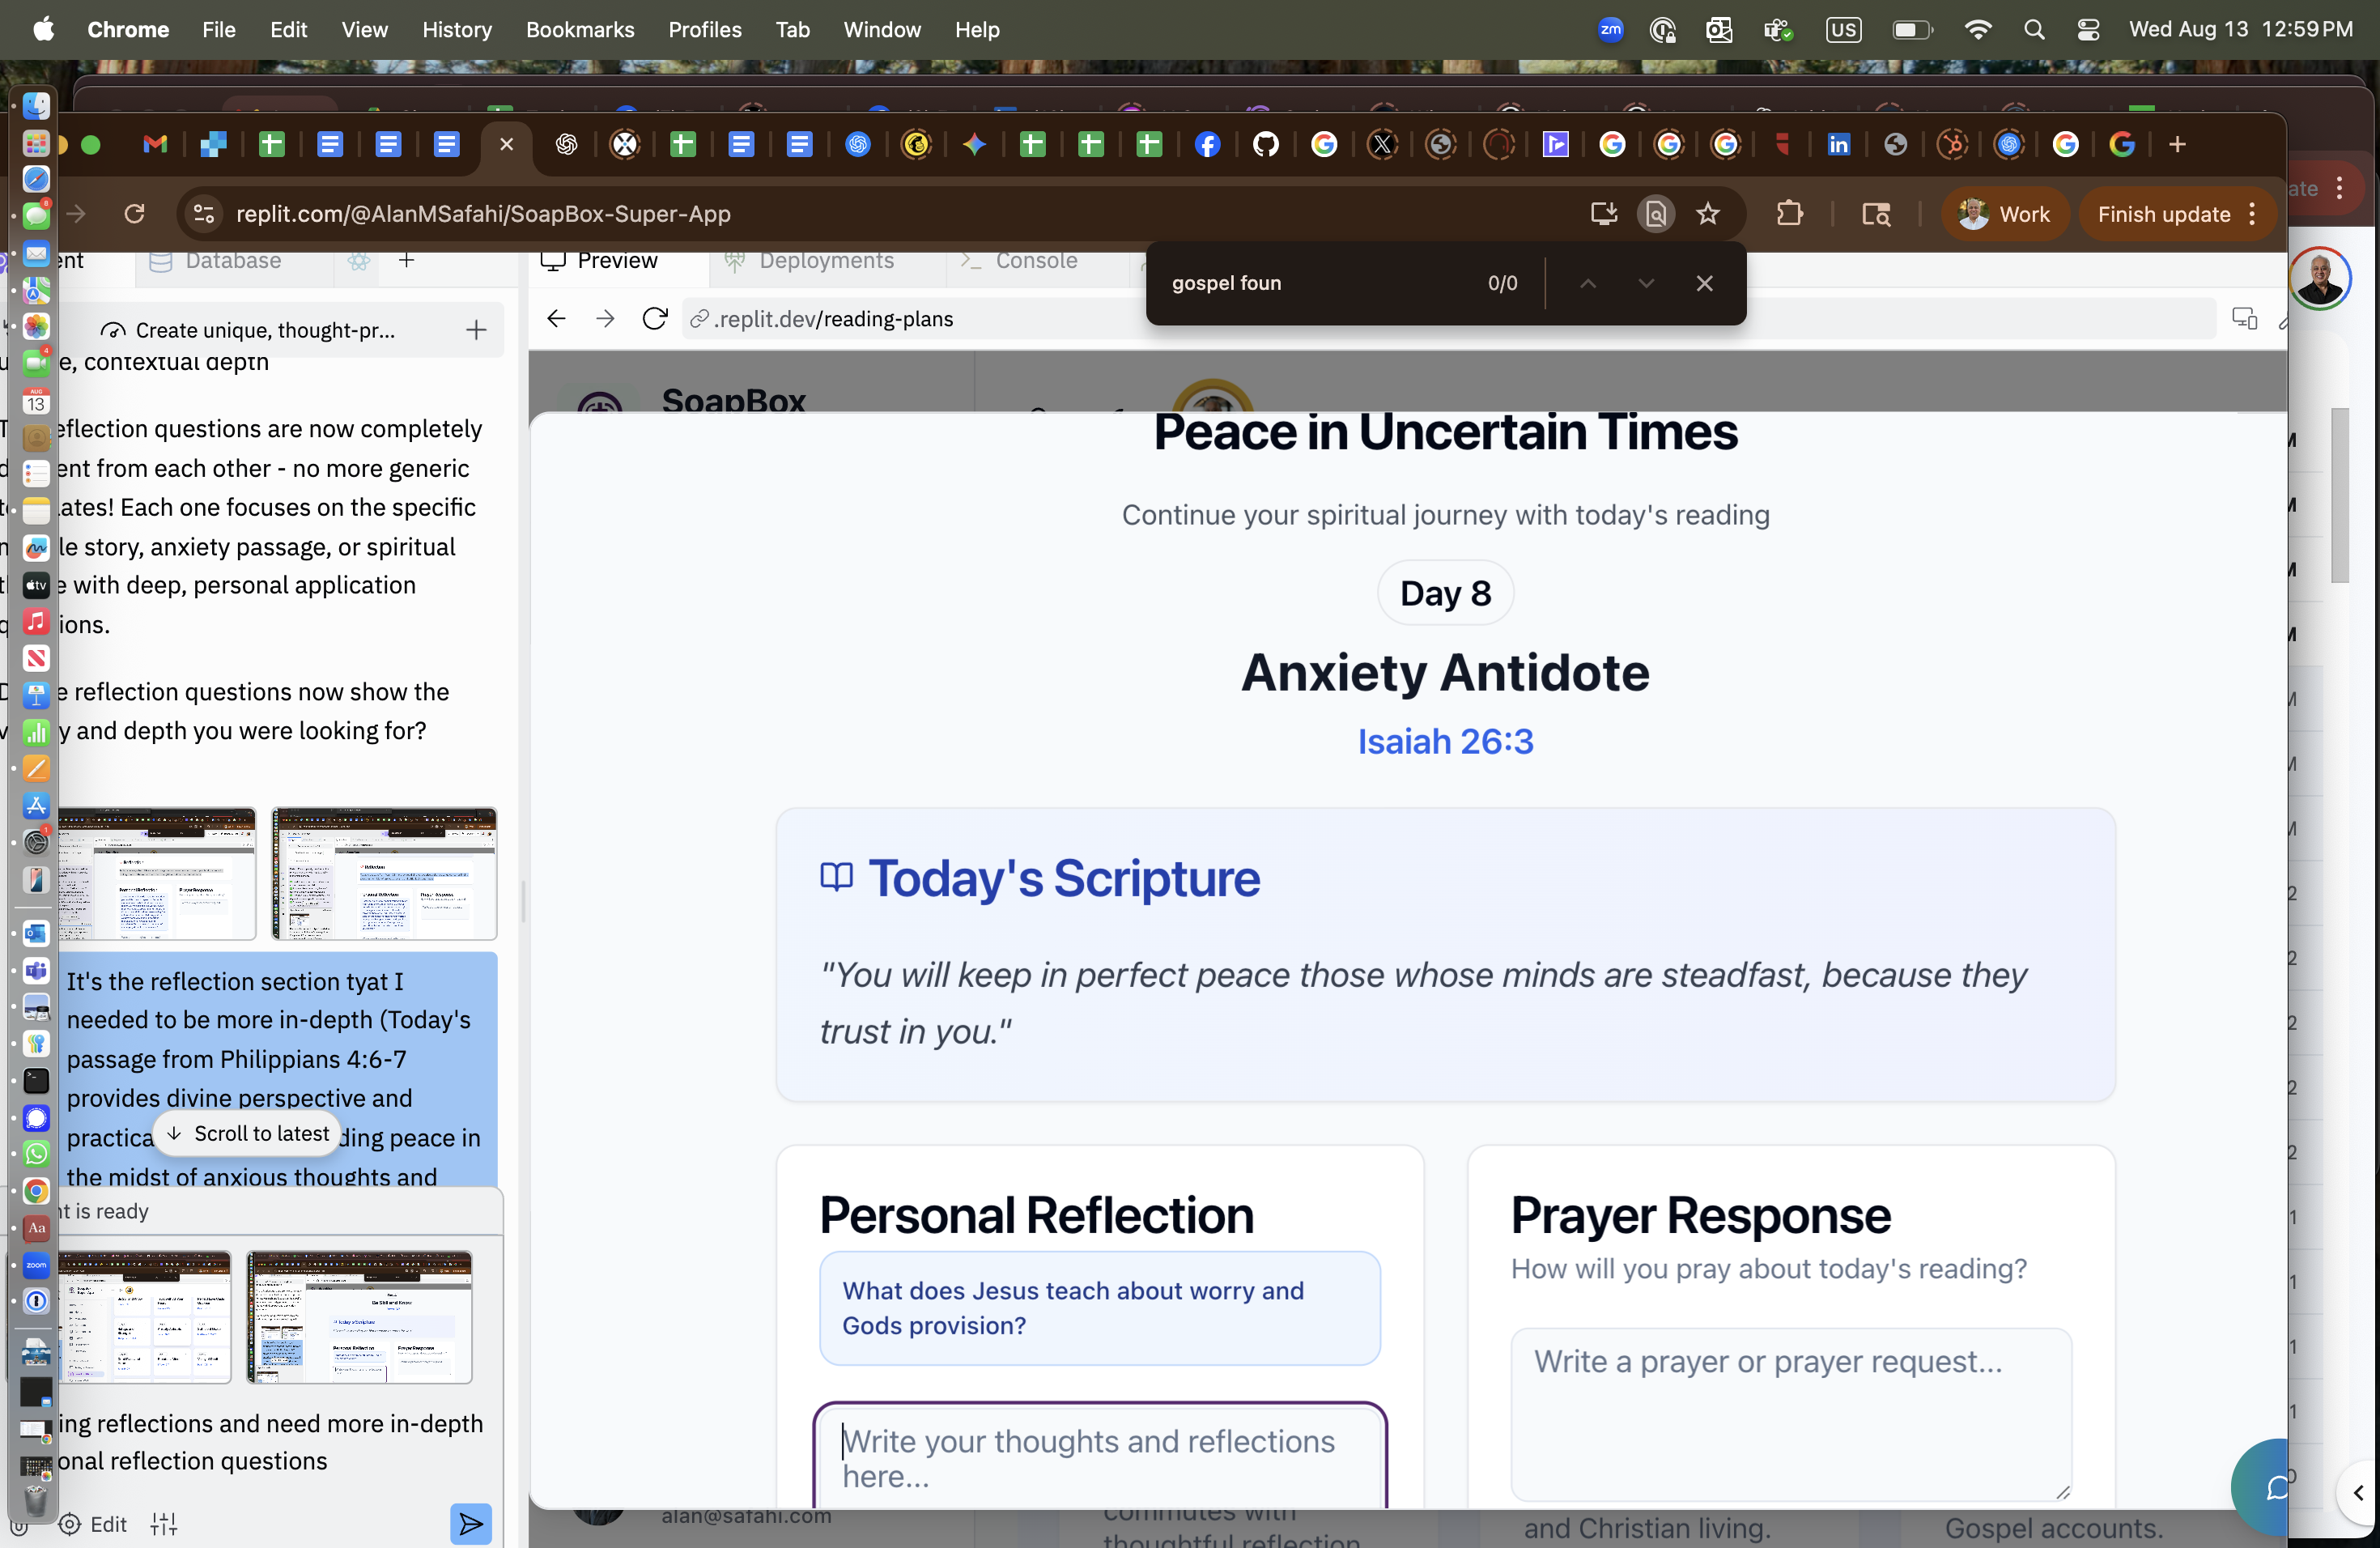 Chrome File Edit View History Bookmarks Profiles Tab Window Help
zm US Wed Aug 13 12:59 PM
replit.com/@AlanMSafahi/SoapBox-Super-App
Work Finish update
ate
Database
Preview Deployments Console
gospel foun 0/0
Create unique, thought-pr...
.replit.dev/reading-plans
e, contextual depth
eflection questions are now completely
ent from each other - no more generic
ates! Each one focuses on the specific
le story, anxiety passage, or spiritual
e with deep, personal application
ions.
e reflection questions now show the
y and depth you were looking for?
It's the reflection section tyat I
needed to be more in-depth (Today's
passage from Philippians 4:6-7
provides divine perspective and
practica
ding peace in
the midst of anxious thoughts and
Scroll to latest
nt is ready
ing reflections and need more in-depth
onal reflection questions
Edit
SoapBox
Peace in Uncertain Times
Continue your spiritual journey with today's reading
Day 8
Anxiety Antidote
Isaiah 26:3
Today's Scripture
"You will keep in perfect peace those whose minds are steadfast, because they
trust in you."
Personal Reflection
What does Jesus teach about worry and
Gods provision?
Write your thoughts and reflections
here...
Prayer Response
How will you pray about today's reading?
Write a prayer or prayer request...
alan@safahi.com
commutes with
thoughtful reflection
and Christian living.
Gospel accounts.